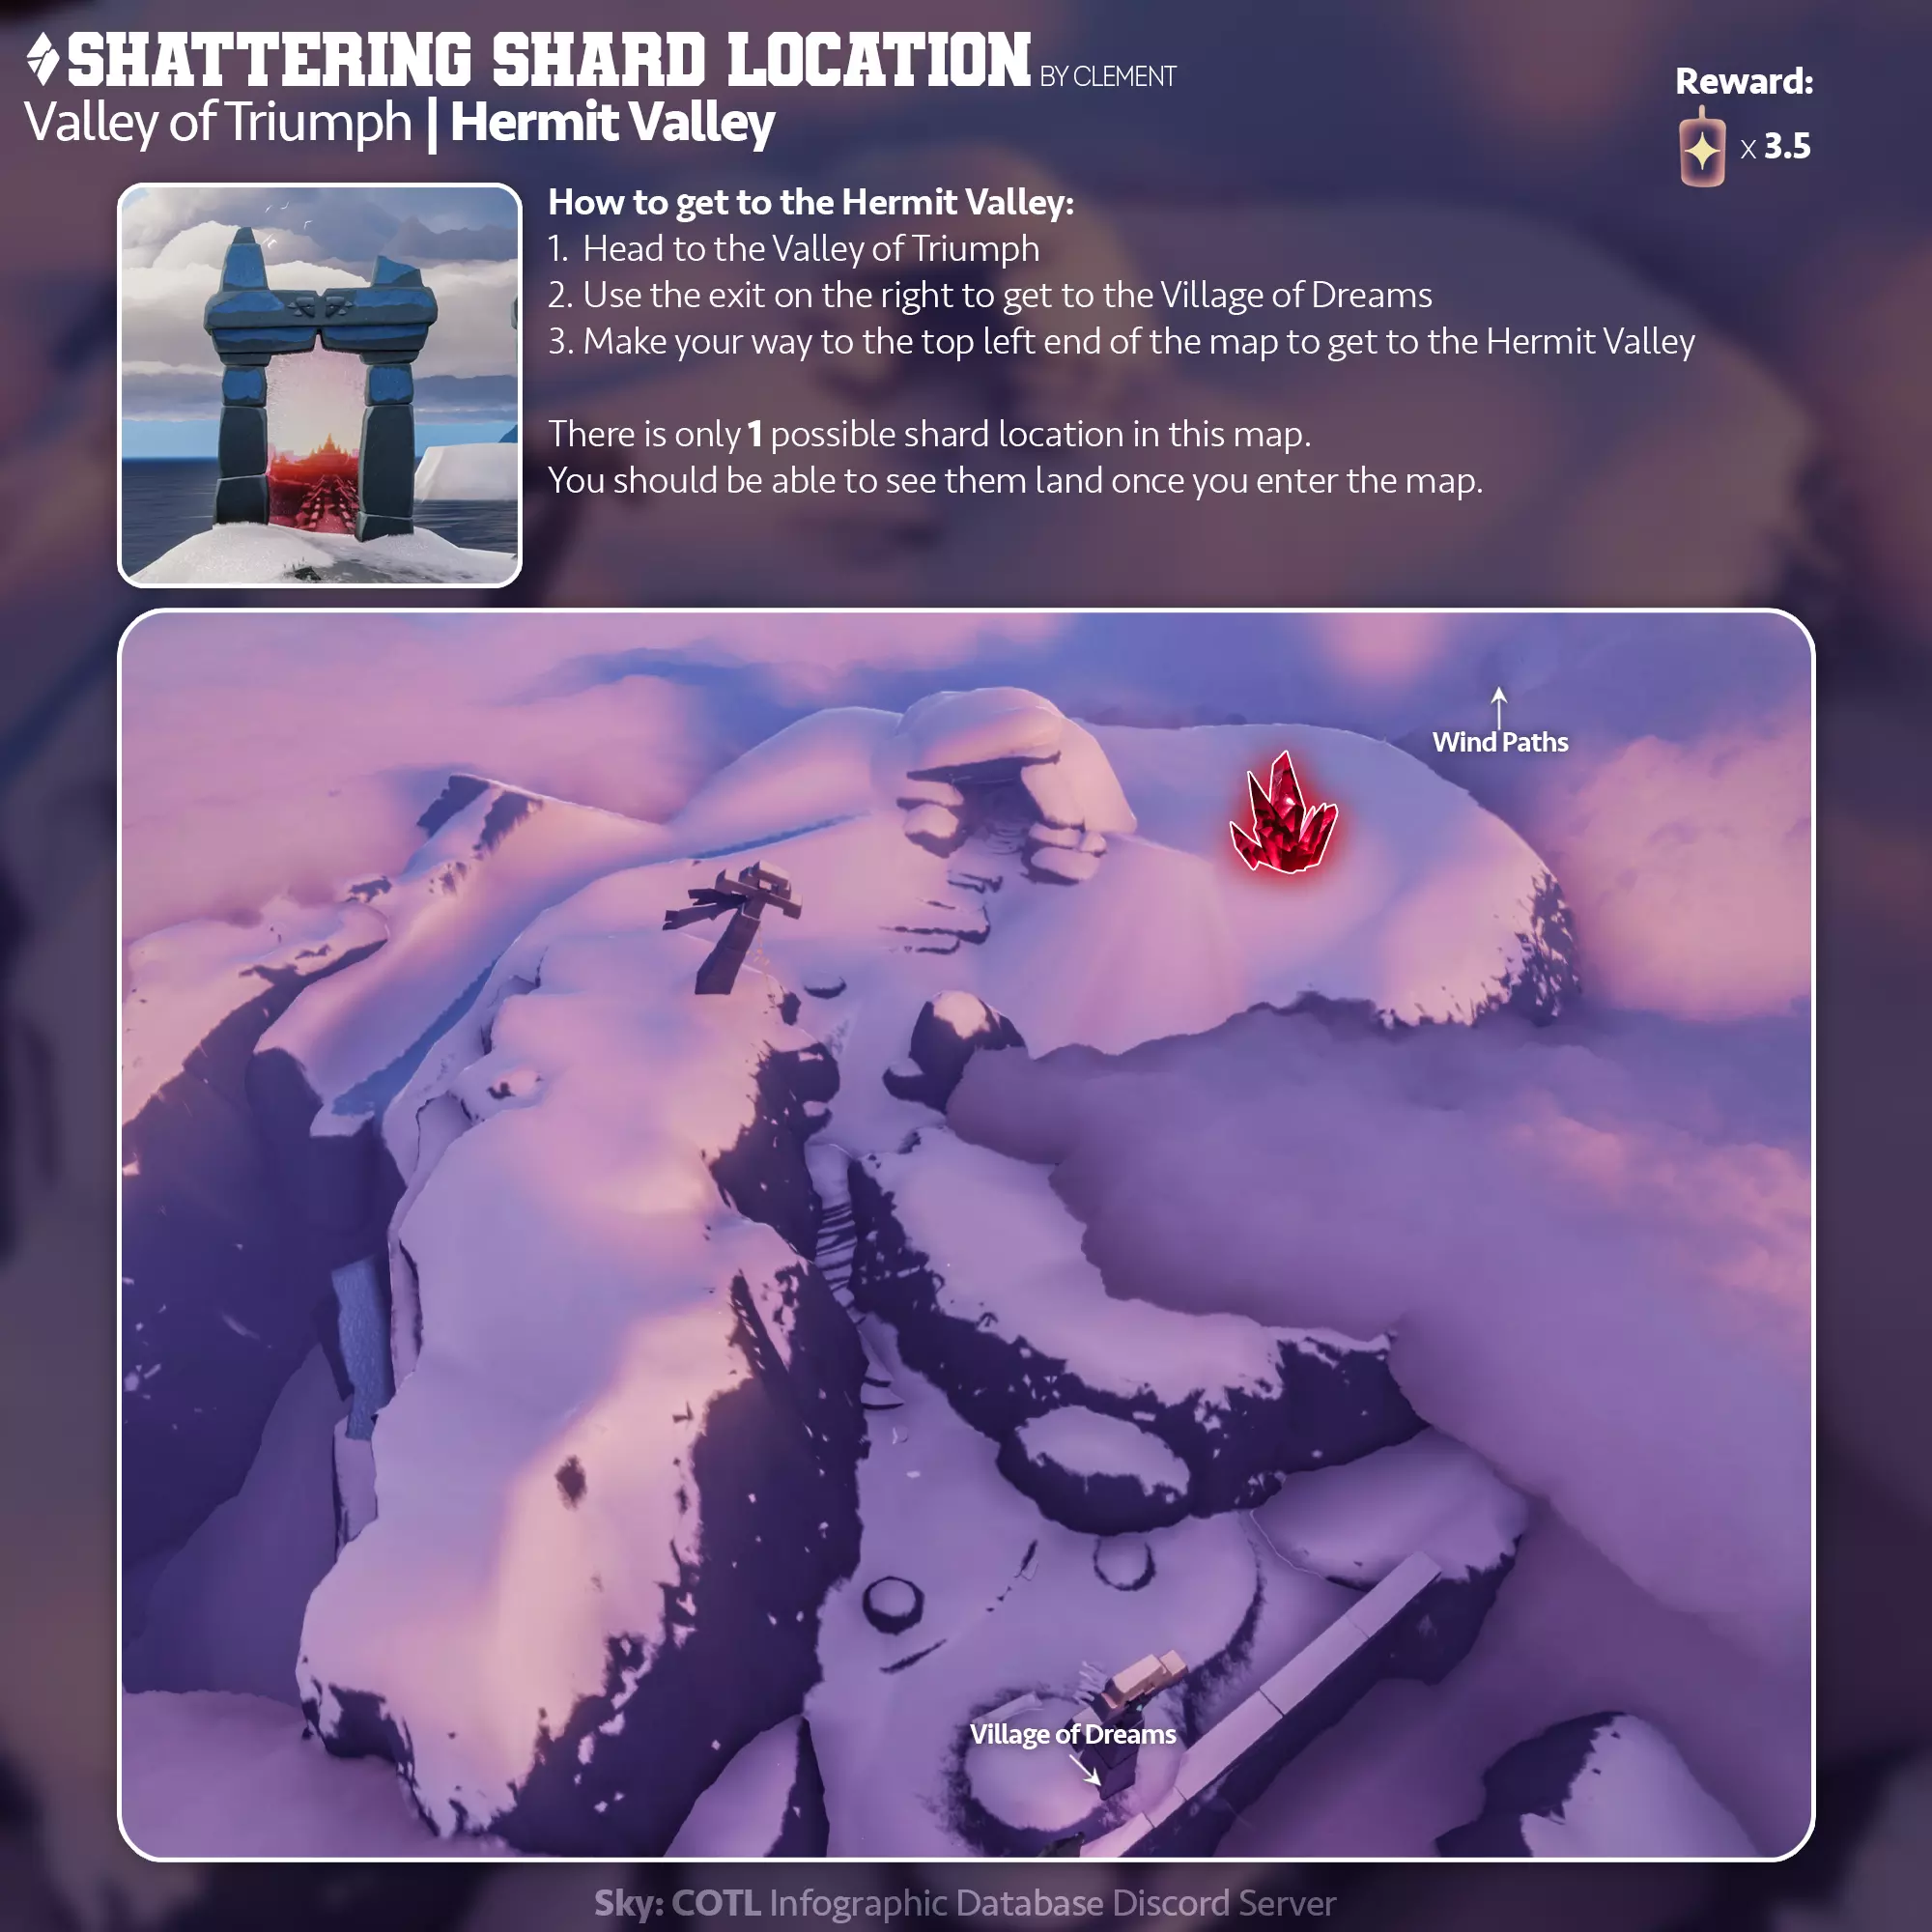 SHATTERING SHARD LOCATION BY CLEMENT
Valley of Triumph | Hermit Valley
Reward:
x 3.5
How to get to the Hermit Valley:
1. Head to the Valley of Triumph
2. Use the exit on the right to get to the Village of Dreams
3. Make your way to the top left end of the map to get to the Hermit Valley
There is only 1 possible shard location in this map.
You should be able to see them land once you enter the map.
Wind Paths
Village of Dreams
Sky: COTL Infographic Database Discord Server